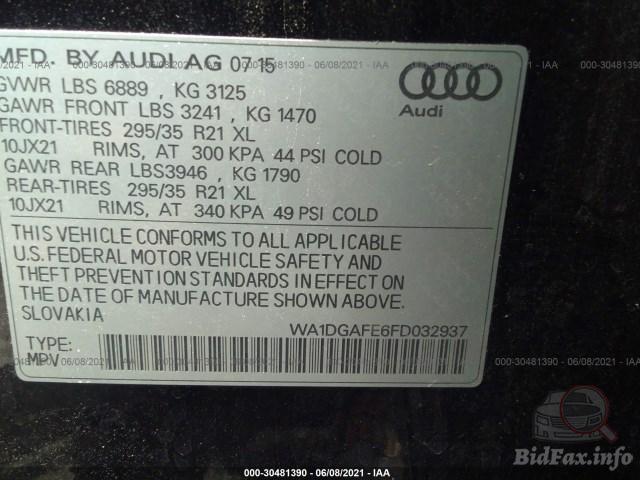 MFD. BY AUDI AG 07 15
GVWR LBS 6889 , KG 3125
GAWR FRONT LBS 3241 , KG 1470
FRONT-TIRES 295/35 R21 XL
10JX21 RIMS, AT 300 KPA 44 PSI COLD
GAWR REAR LBS3946 , KG 1790
REAR-TIRES 295/35 R21 XL
10JX21 RIMS, AT 340 KPA 49 PSI COLD
Audi
THIS VEHICLE CONFORMS TO ALL APPLICABLE
U.S. FEDERAL MOTOR VEHICLE SAFETY AND
THEFT PREVENTION STANDARDS IN EFFECT ON
THE DATE OF MANUFACTURE SHOWN ABOVE.
SLOVAKIA
WA1DGAFE6FD032937
TYPE:
MPV
000-30481390 - 06/08/2021 - IAA
BidFax.info